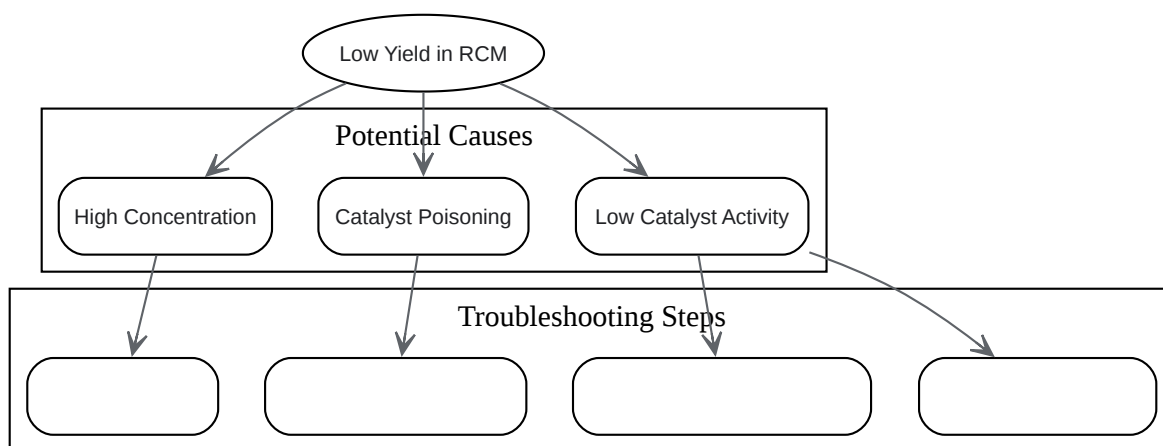 Low Yield in RCM
Potential Causes
High Concentration
Catalyst Poisoning
Low Catalyst Activity
Troubleshooting Steps